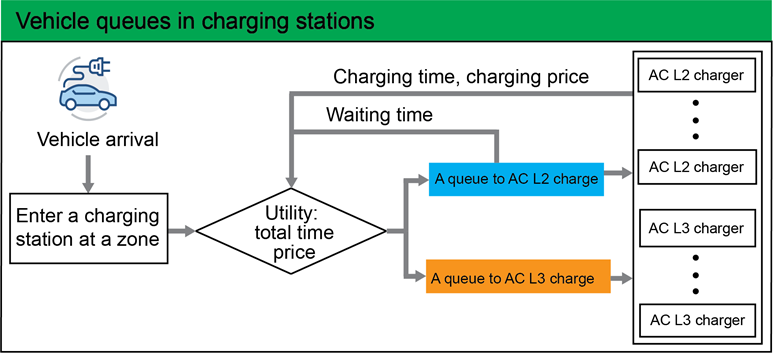 Vehicle queues in charging stations
Charging time, charging price
Waiting time
Vehicle arrival
Enter a charging
station at a zone
Utility:
total time
price
A queue to AC L2 charge
A queue to AC L3 charge
AC L2 charger
AC L2 charger
AC L3 charger
AC L3 charger